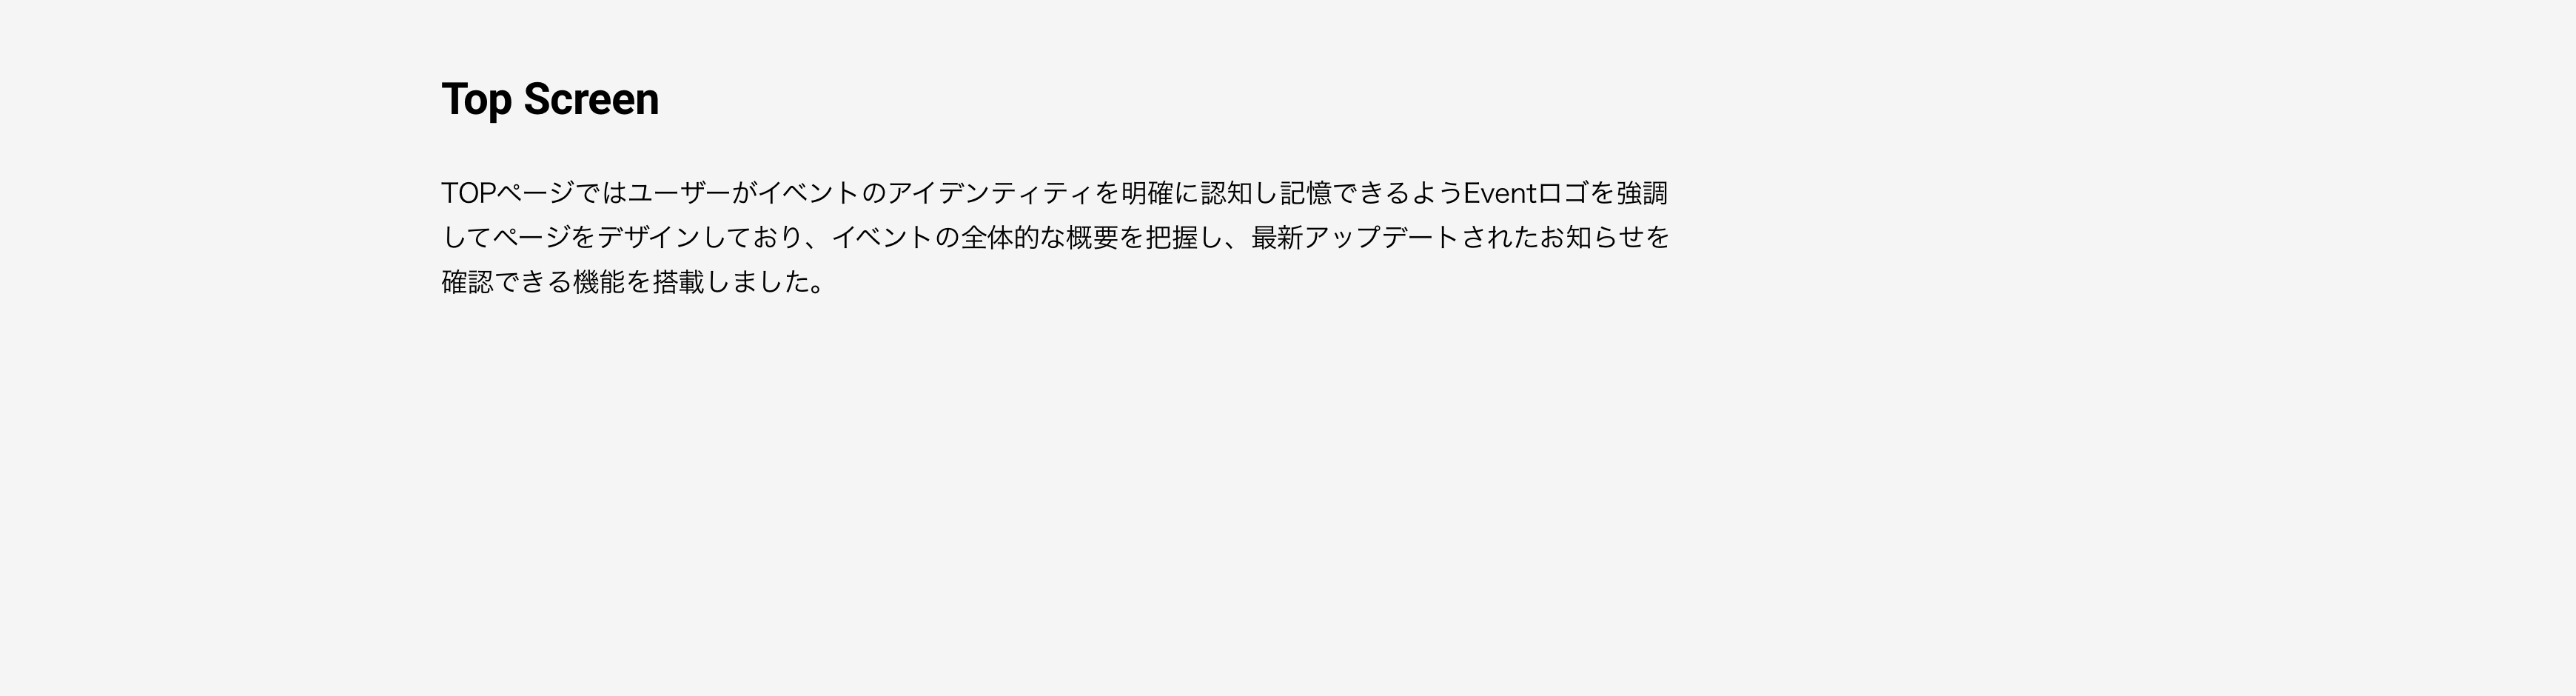 Top Screen
TOPページではユーザーがイベントのアイデンティティを明確に認知し記憶できるようEventロゴを強調
してページをデザインしており、イベントの全体的な概要を把握し、最新アップデートされたお知らせを
確認できる機能を搭載しました。